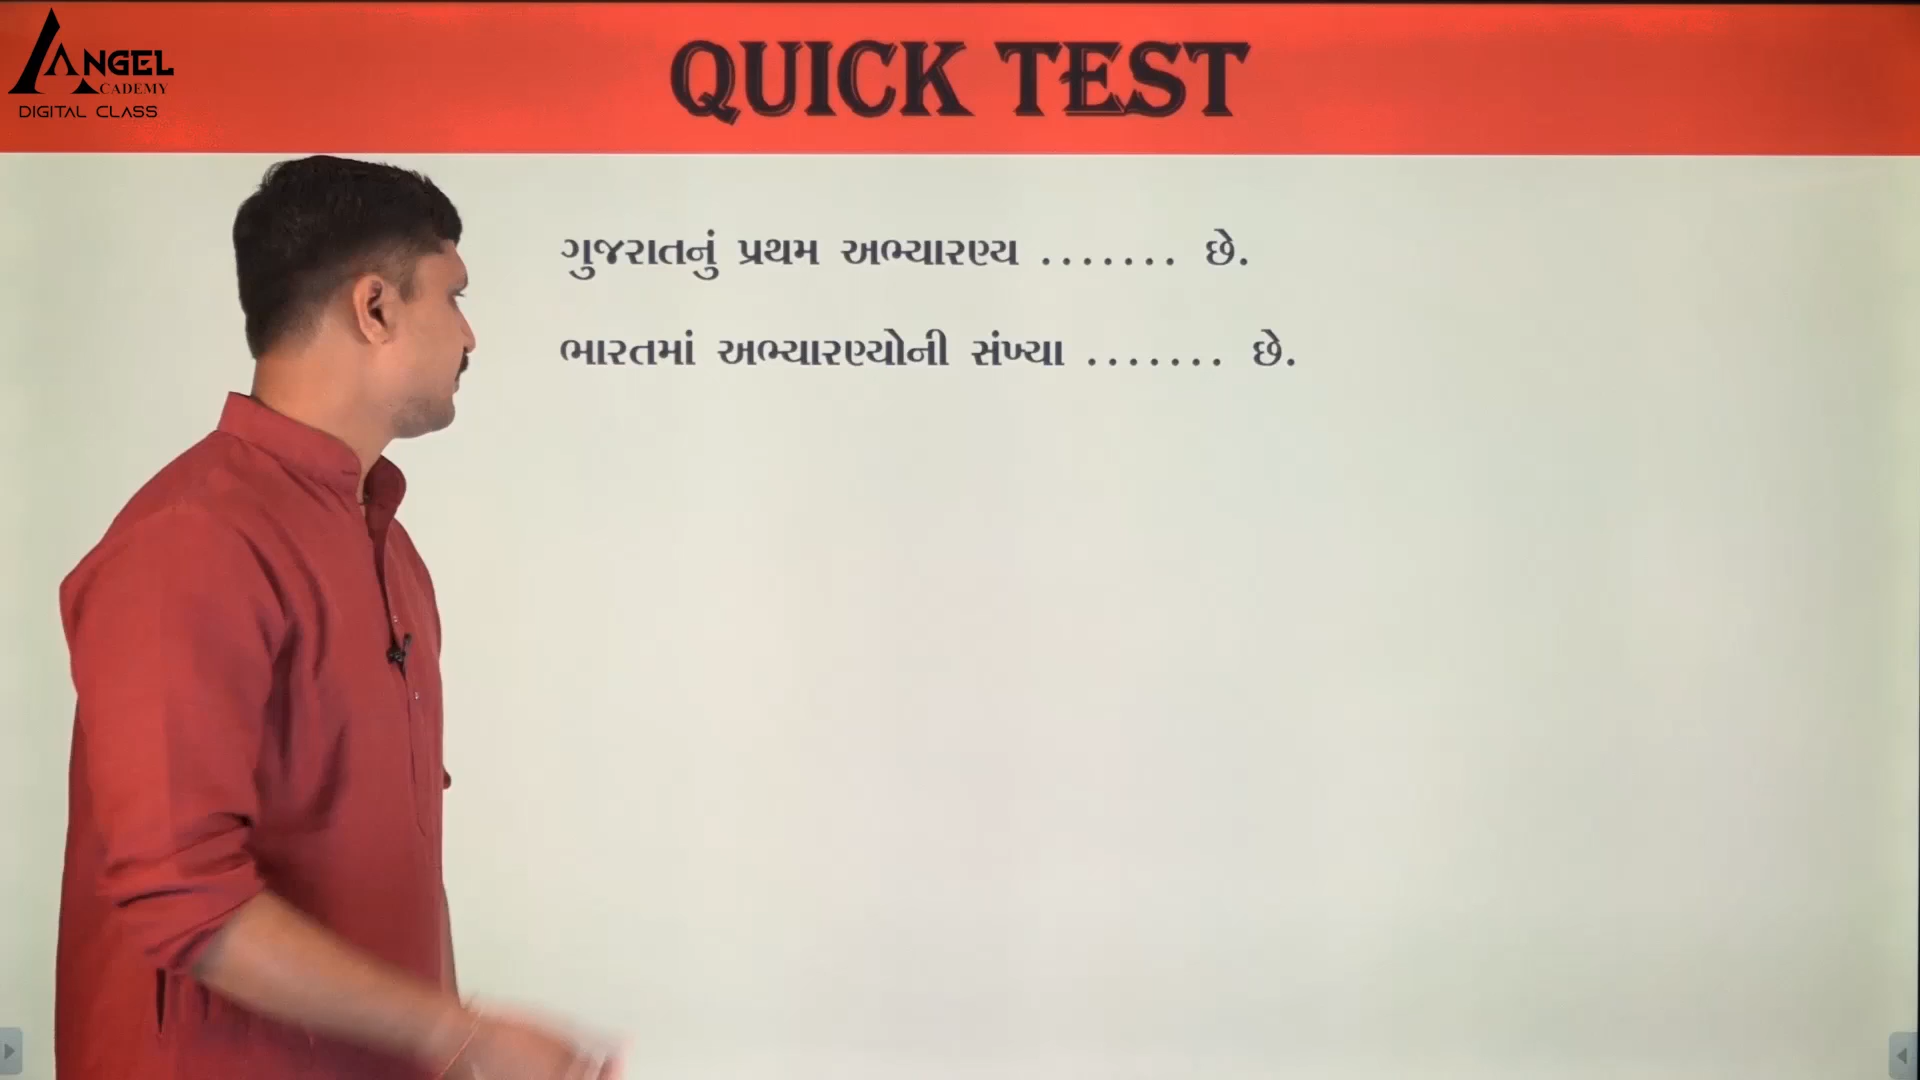 ANGEL
ACADEMY
DIGITAL CLASS
QUICK TEST
ગુજરાતનું પ્રથમ અભ્યારણ્ય ....... છે.
ભારતમાં અભ્યારણ્યોની સંખ્યા ....... છે.